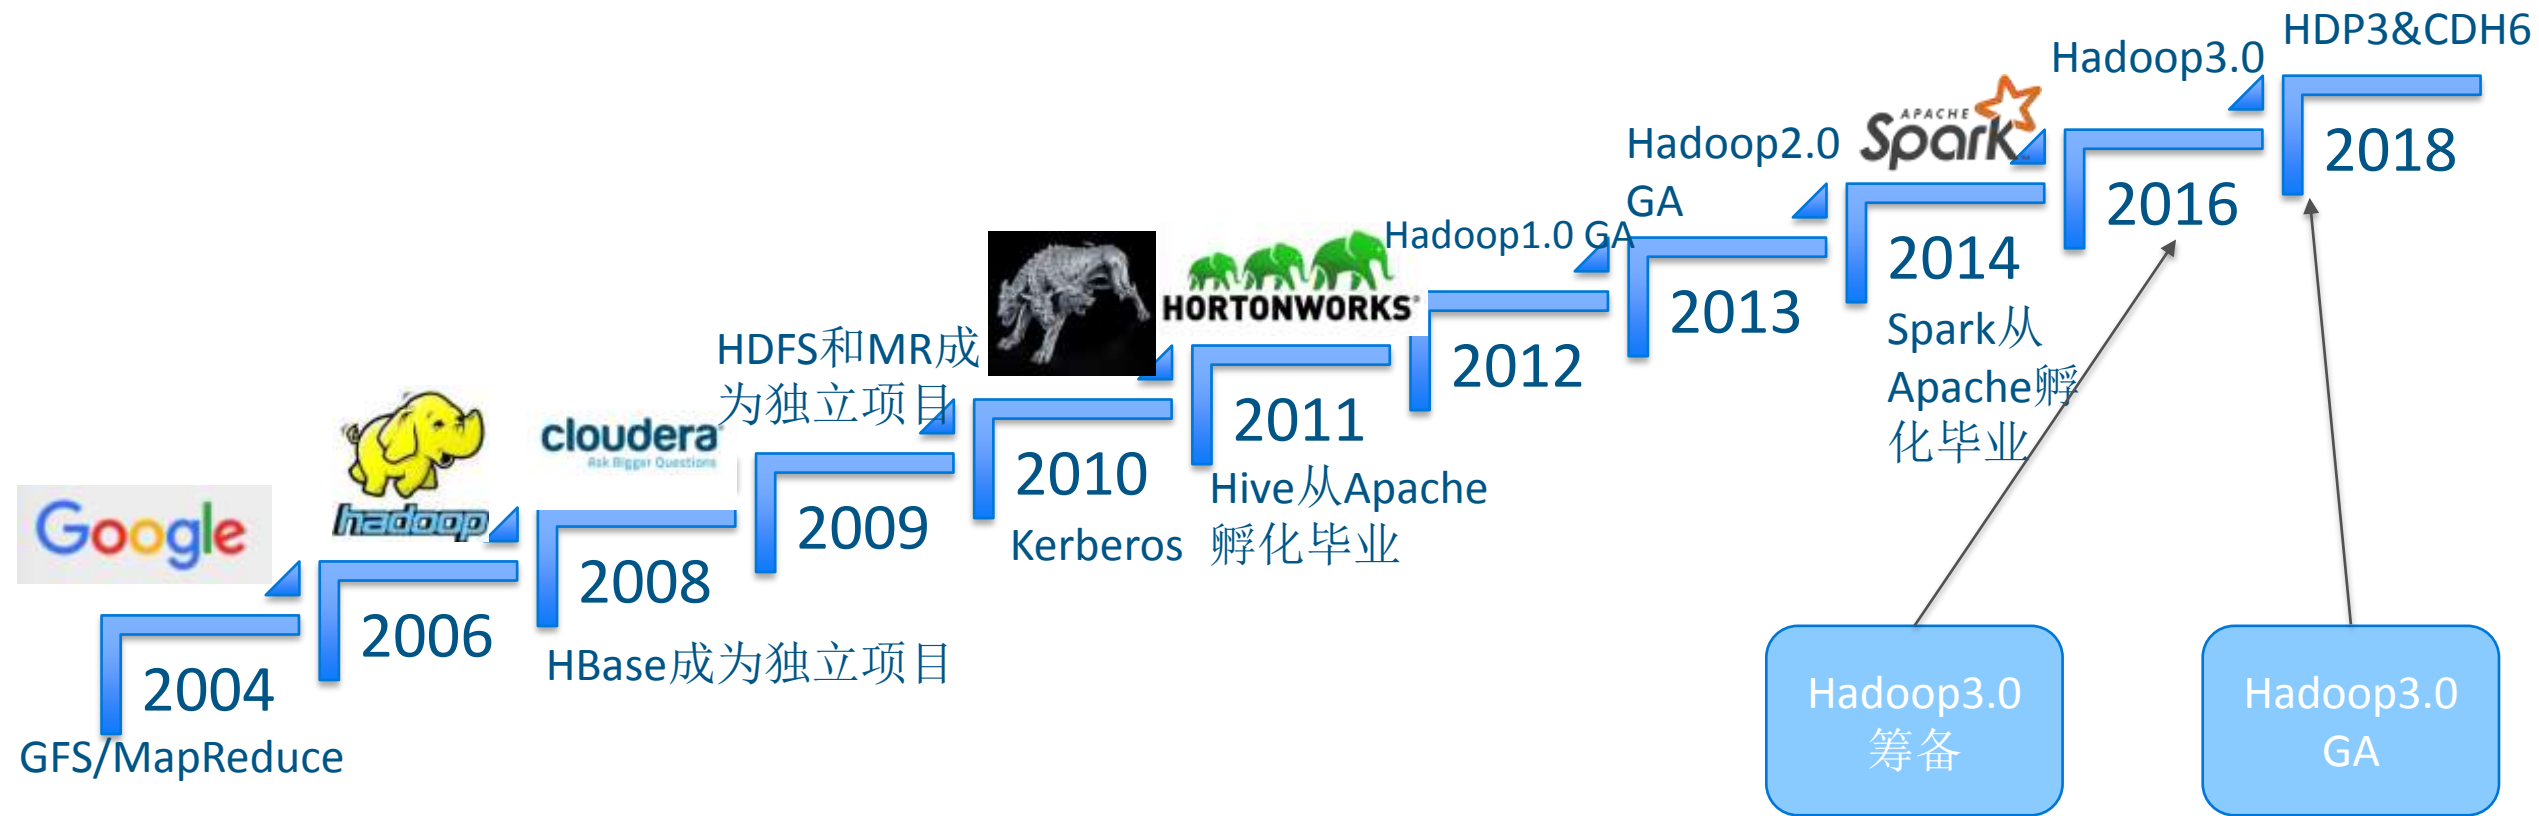 Google
2004
GFS/MapReduce
hadoop
2006
cloudera
Ask Bigger Questions
2008
HBase成为独立项目
HDFS和MR成
为独立项目
2009
2010
Kerberos
HORTONWORKS
2011
Hive从Apache
孵化毕业
Hadoop1.0 GA
2012
Hadoop2.0
GA
2013
APACHE
Spark
2014
Spark从
Apache孵
化毕业
Hadoop3.0
2016
HDP3&CDH6
2018
Hadoop3.0
筹备
Hadoop3.0
GA